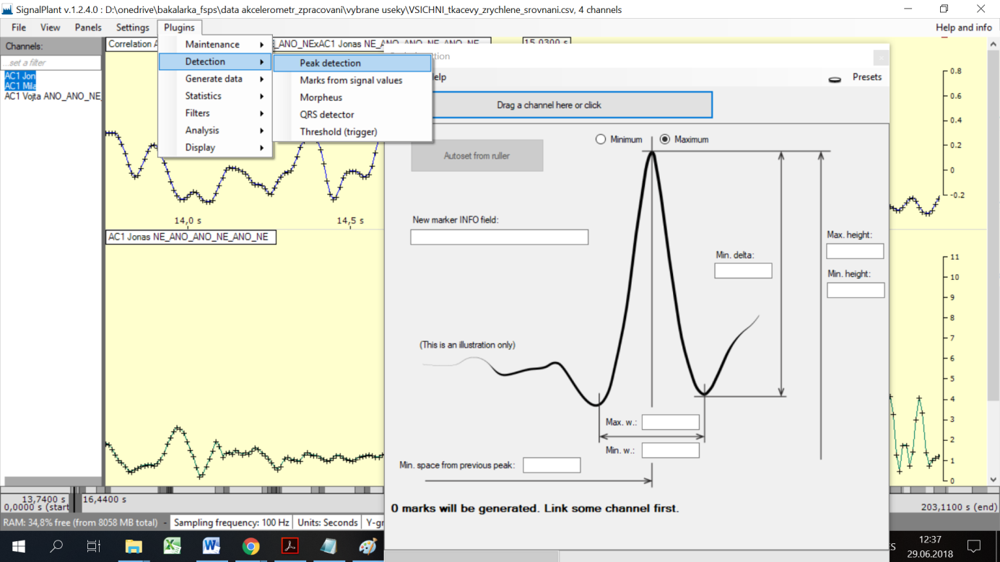 SignalPlant v.1.2.4.0 : D:\onedrive\bakalarka_fsps\data akcelerometr_zpracovani\vybrane useky\VSICHNI_tkacevy_zrychlene_srovnani.csv, 4 channels
File View Panels Settings Plugins Help and info
Channels:
...set a filter
AC1 Jon
AC1 Mila
AC1 Vojta ANO_ANO_NE_
Maintenance
Detection
Generate data
Statistics
Filters
Analysis
Display
Peak detection
Marks from signal values
Morpheus
QRS detector
Threshold (trigger)
Correlation A
_ANO_NExAC1 Jonas NE_ANO_ANO_NE_ANO_NE
15,0300 s
14,0 s
14,5 s
AC1 Jonas NE_ANO_ANO_NE_ANO_NE
Presets
Drag a channel here or click
Autoset from ruller
Minimum
Maximum
New marker INFO field:
Min. delta:
Max. height:
Min. height:
(This is an illustration only)
Max. w.:
Min. w.:
Min. space from previous peak:
0 marks will be generated. Link some channel first.
0.8
0.6
0.4
0.2
0
-0.2
11
10
9
8
7
6
5
4
3
2
1
0
13,7400 s
16,4400 s
0,0000 s (start
203,1100 s (end)
RAM: 34,8% free (from 8058 MB total) - Sampling frequency: 100 Hz Units: Seconds Y-gr
12:37
29.06.2018